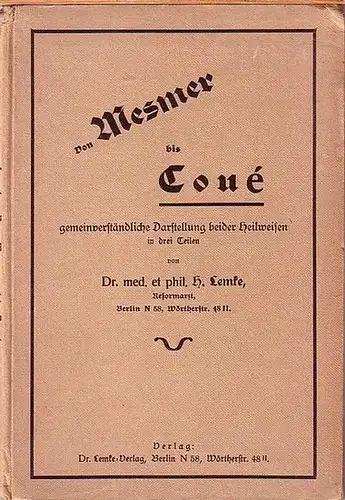 Von Mesmer
bis
Coué
gemeinverständliche Darstellung beider Heilweisen
in drei Teilen
von
Dr. med. et phil. H. Lemke,
Reformarzt,
Berlin N 58, Wörtherstr. 48 II.
Verlag:
Dr. Lemke-Verlag, Berlin N 58, Wörtherstr. 48 II.